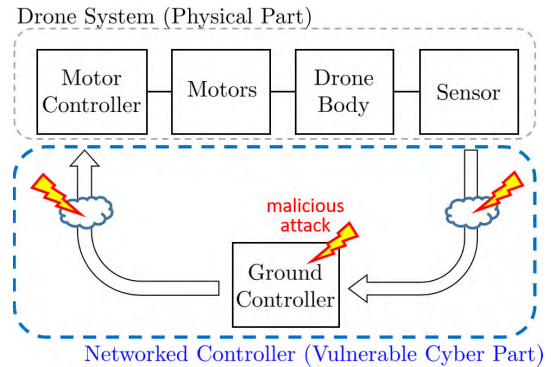 Drone System (Physical Part)
Motor
Controller
Motors
Drone
Body
Sensor
malicious
attack
Ground
Controller
Networked Controller (Vulnerable Cyber Part)